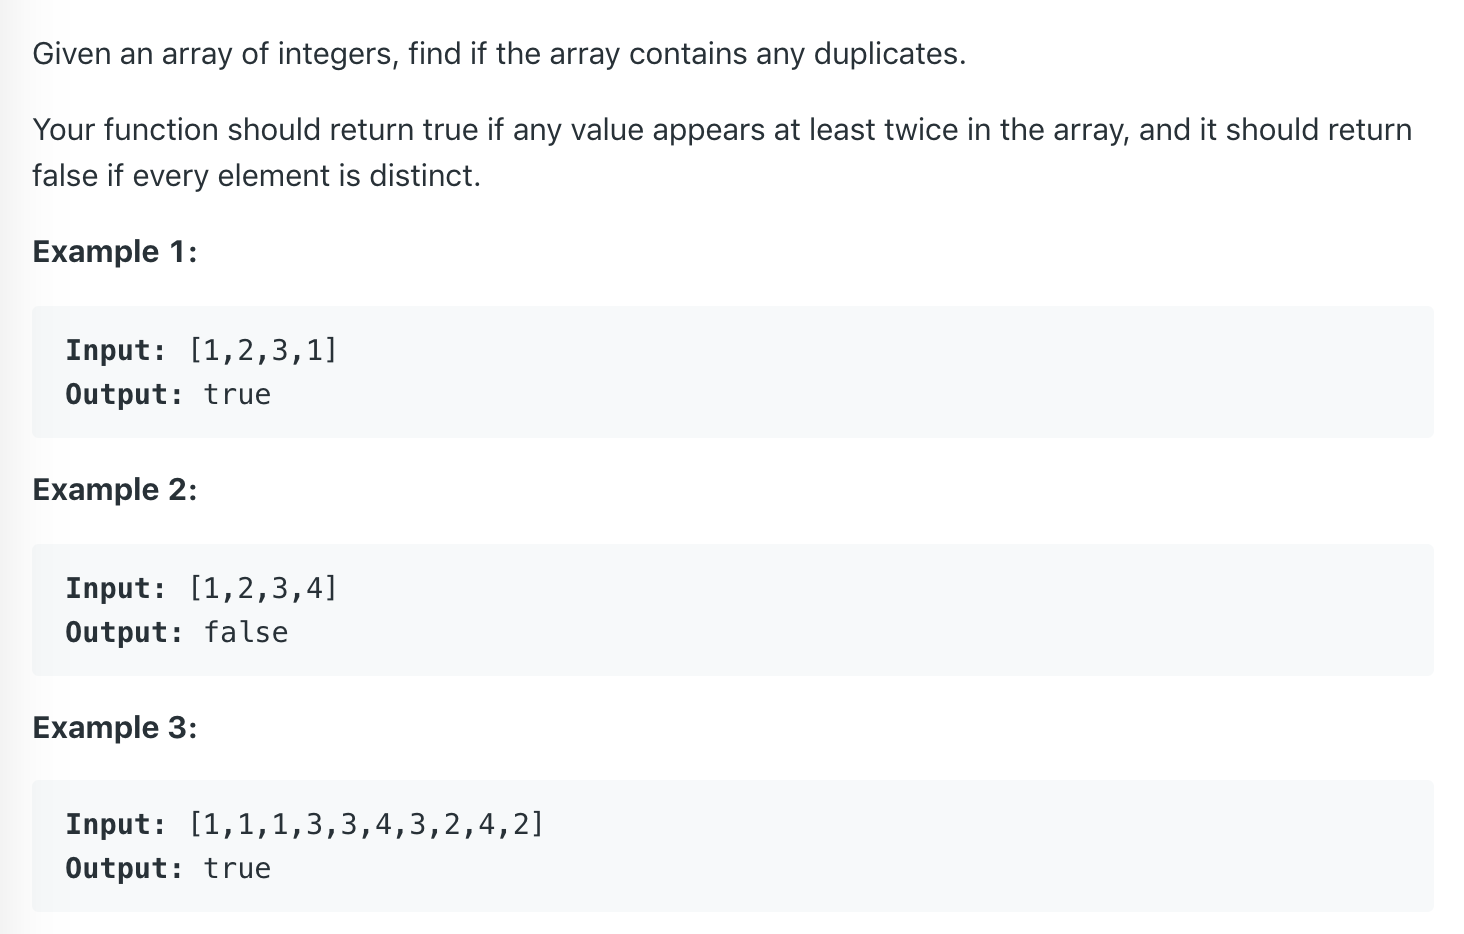 Given an array of integers, find if the array contains any duplicates.
Your function should return true if any value appears at least twice in the array, and it should return
false if every element is distinct.
Example 1:
Input: [1,2,3,1]
Output: true
Example 2:
Input: [1,2,3,4]
Output: false
Example 3:
Input: [1,1,1,3,3,4,3,2,4,2]
Output: true